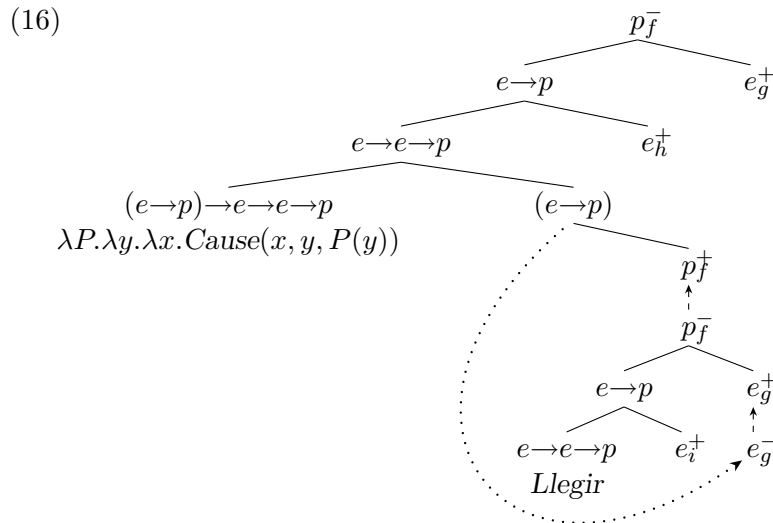 (16)
p_f^-
e→p e_g^+
e→e→p e_h^+
(e→p)→e→e→p (e→p)
λP.λy.λx.Cause(x, y, P(y))
p_f^+
p_f^-
e→p e_g^+
e→e→p e_i^+ e_g^-
Llegir